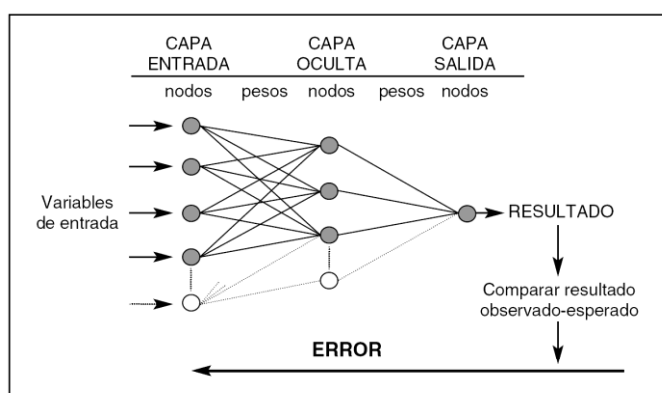 CAPA ENTRADA
CAPA OCULTA
CAPA SALIDA
nodos pesos nodos pesos nodos
Variables
de entrada
RESULTADO
Comparar resultado
observado-esperado
ERROR